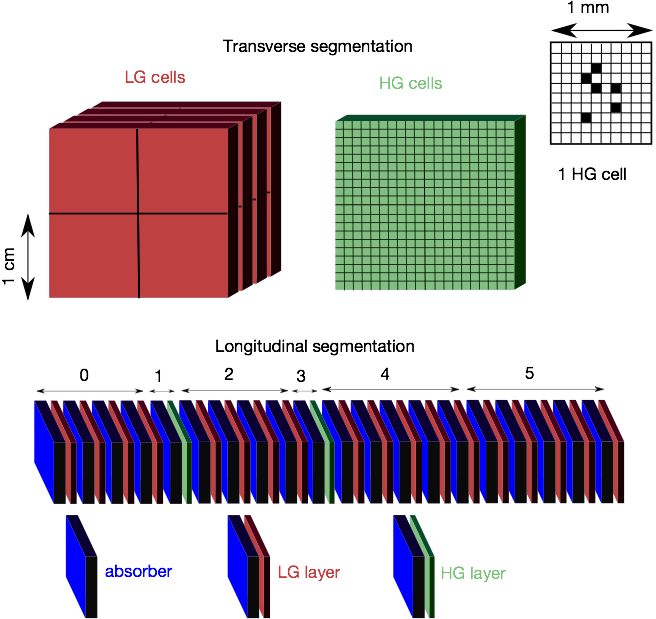 1 mm
Transverse segmentation
LG cells
HG cells
1 HG cell
1 cm
Longitudinal segmentation
0 1 2 3 4 5
absorber
LG layer
HG layer